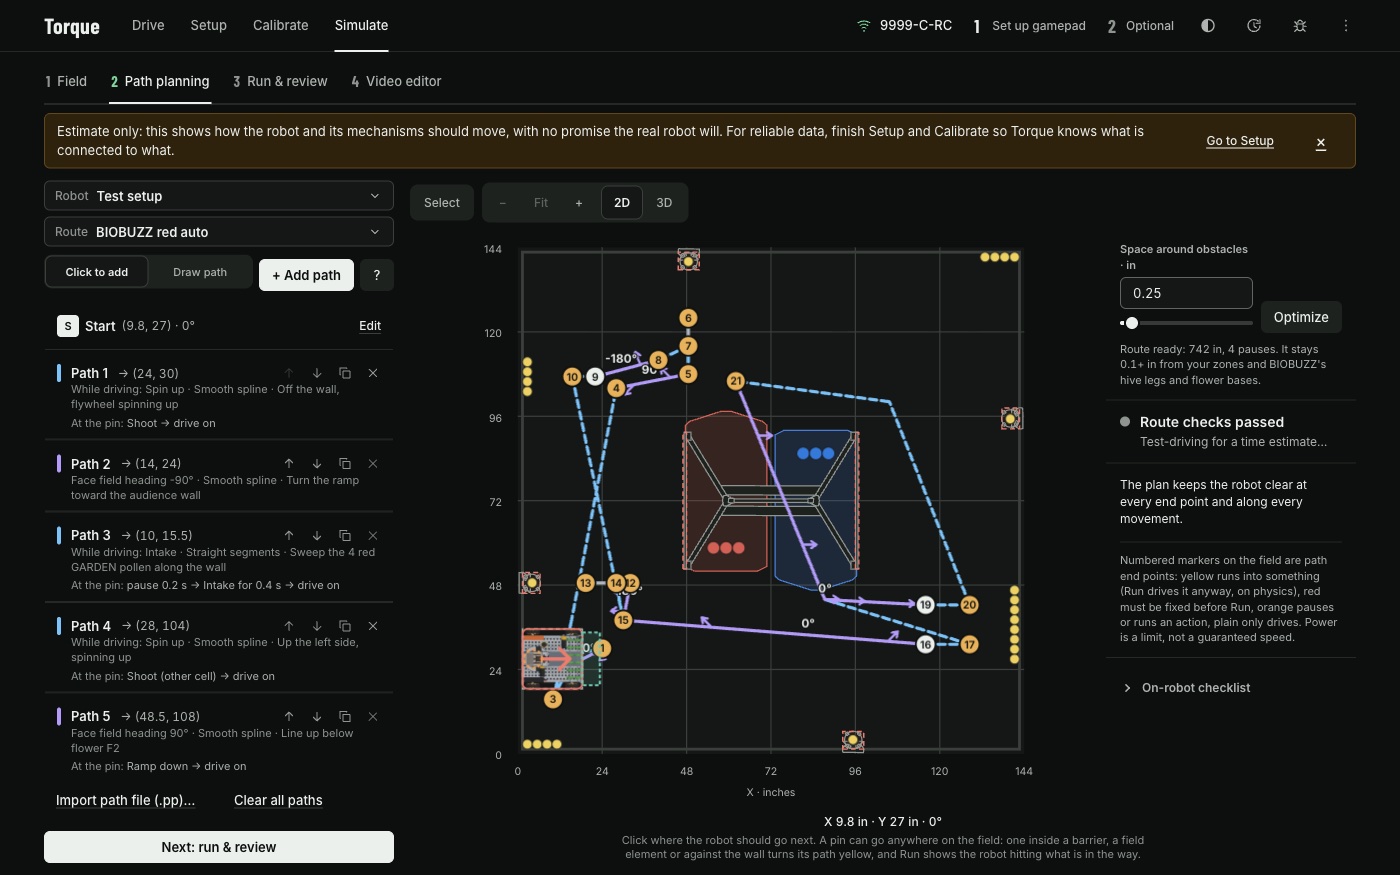 Torque
Drive
Setup
Calibrate
Simulate
9999-C-RC
1 Set up gamepad
2 Optional
1 Field
2 Path planning
3 Run & review
4 Video editor
Estimate only: this shows how the robot and its mechanisms should move, with no promise the real robot will. For reliable data, finish Setup and Calibrate so Torque knows what is
connected to what.
Go to Setup
×
Robot Test setup
Route BIOBUZZ red auto
Click to add
Draw path
+ Add path
?
S Start (9.8, 27) · 0°
Edit
Path 1 → (24, 30)
While driving: Spin up · Smooth spline · Off the wall,
flywheel spinning up
At the pin: Shoot → drive on
Path 2 → (14, 24)
Face field heading -90° · Smooth spline · Turn the ramp
toward the audience wall
Path 3 → (10, 15.5)
While driving: Intake · Straight segments · Sweep the 4 red
GARDEN pollen along the wall
At the pin: pause 0.2 s → Intake for 0.4 s → drive on
Path 4 → (28, 104)
While driving: Spin up · Smooth spline · Up the left side,
spinning up
At the pin: Shoot (other cell) → drive on
Path 5 → (48.5, 108)
Face field heading 90° · Smooth spline · Line up below
flower F2
At the pin: Ramp down → drive on
Import path file (.pp)...
Clear all paths
Next: run & review
Select
− Fit +
2D
3D
144
120
96
72
48
24
0
0
24
48
72
96
120
144
6
7
-180°
8
10
9
5
4
21
13
14
12
15
0°
19
20
0°
16
17
1
3
X · inches
X 9.8 in · Y 27 in · 0°
Click where the robot should go next. A pin can go anywhere on the field: one inside a barrier, a field
element or against the wall turns its path yellow, and Run shows the robot hitting what is in the way.
Space around obstacles
· in
0.25
Optimize
Route ready: 742 in, 4 pauses. It stays
0.1+ in from your zones and BIOBUZZ's
hive legs and flower bases.
Route checks passed
Test-driving for a time estimate...
The plan keeps the robot clear at
every end point and along every
movement.
Numbered markers on the field are path
end points: yellow runs into something
(Run drives it anyway, on physics), red
must be fixed before Run, orange pauses
or runs an action, plain only drives. Power
is a limit, not a guaranteed speed.
On-robot checklist